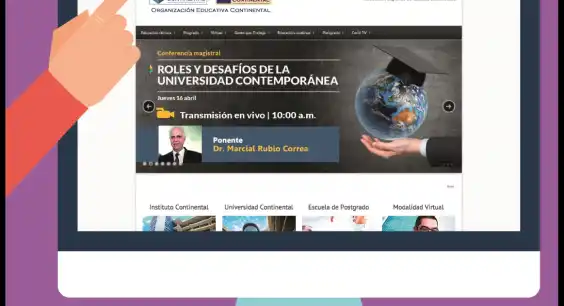 ORGANIZACIÓN EDUCATIVA CONTINENTAL
Conferencia magistral
ROLES Y DESAFÍOS DE LA
UNIVERSIDAD CONTEMPORÁNEA
Jueves 16 abril
Transmisión en vivo | 10:00 a.m.
Ponente
Dr. Marcial Rubio Correa
Instituto Continental Universidad Continental Escuela de Postgrado Modalidad Virtual